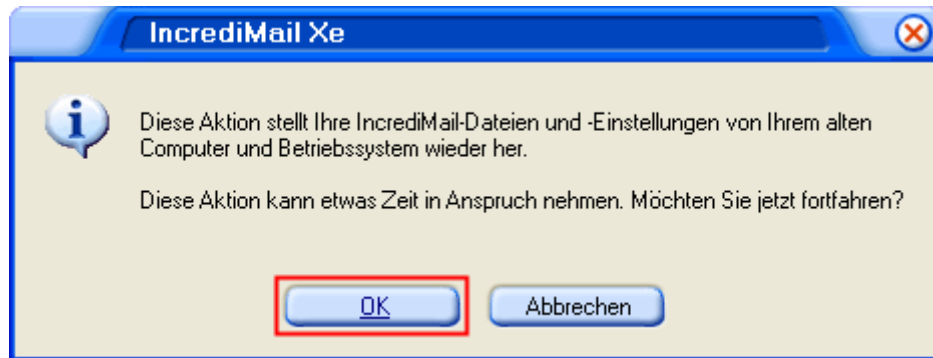 IncrediMail Xe
Diese Aktion stellt Ihre IncrediMail-Dateien und -Einstellungen von Ihrem alten
Computer und Betriebssystem wieder her.
Diese Aktion kann etwas Zeit in Anspruch nehmen. Möchten Sie jetzt fortfahren?
OK Abbrechen